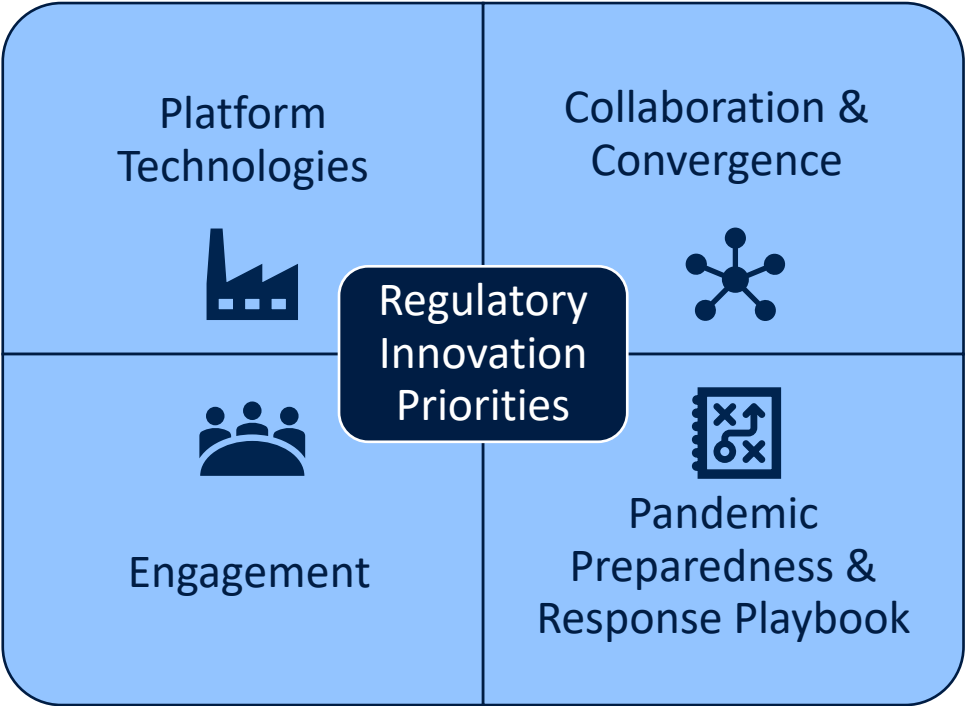 Platform
Technologies
Collaboration &
Convergence
Regulatory
Innovation
Priorities
Engagement
Pandemic
Preparedness &
Response Playbook